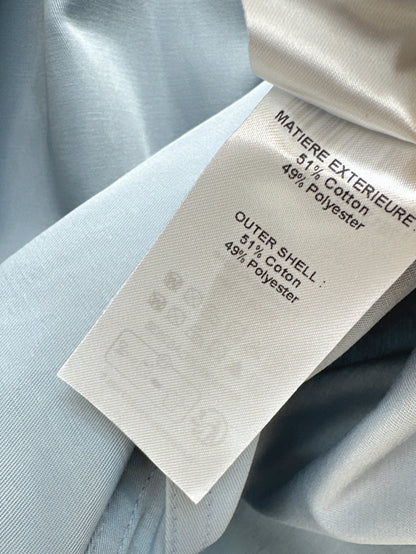 MATIERE EXTERIEURE :
51% Cotton
49% Polyester
OUTER SHELL :
51% Coton
49% Polyester